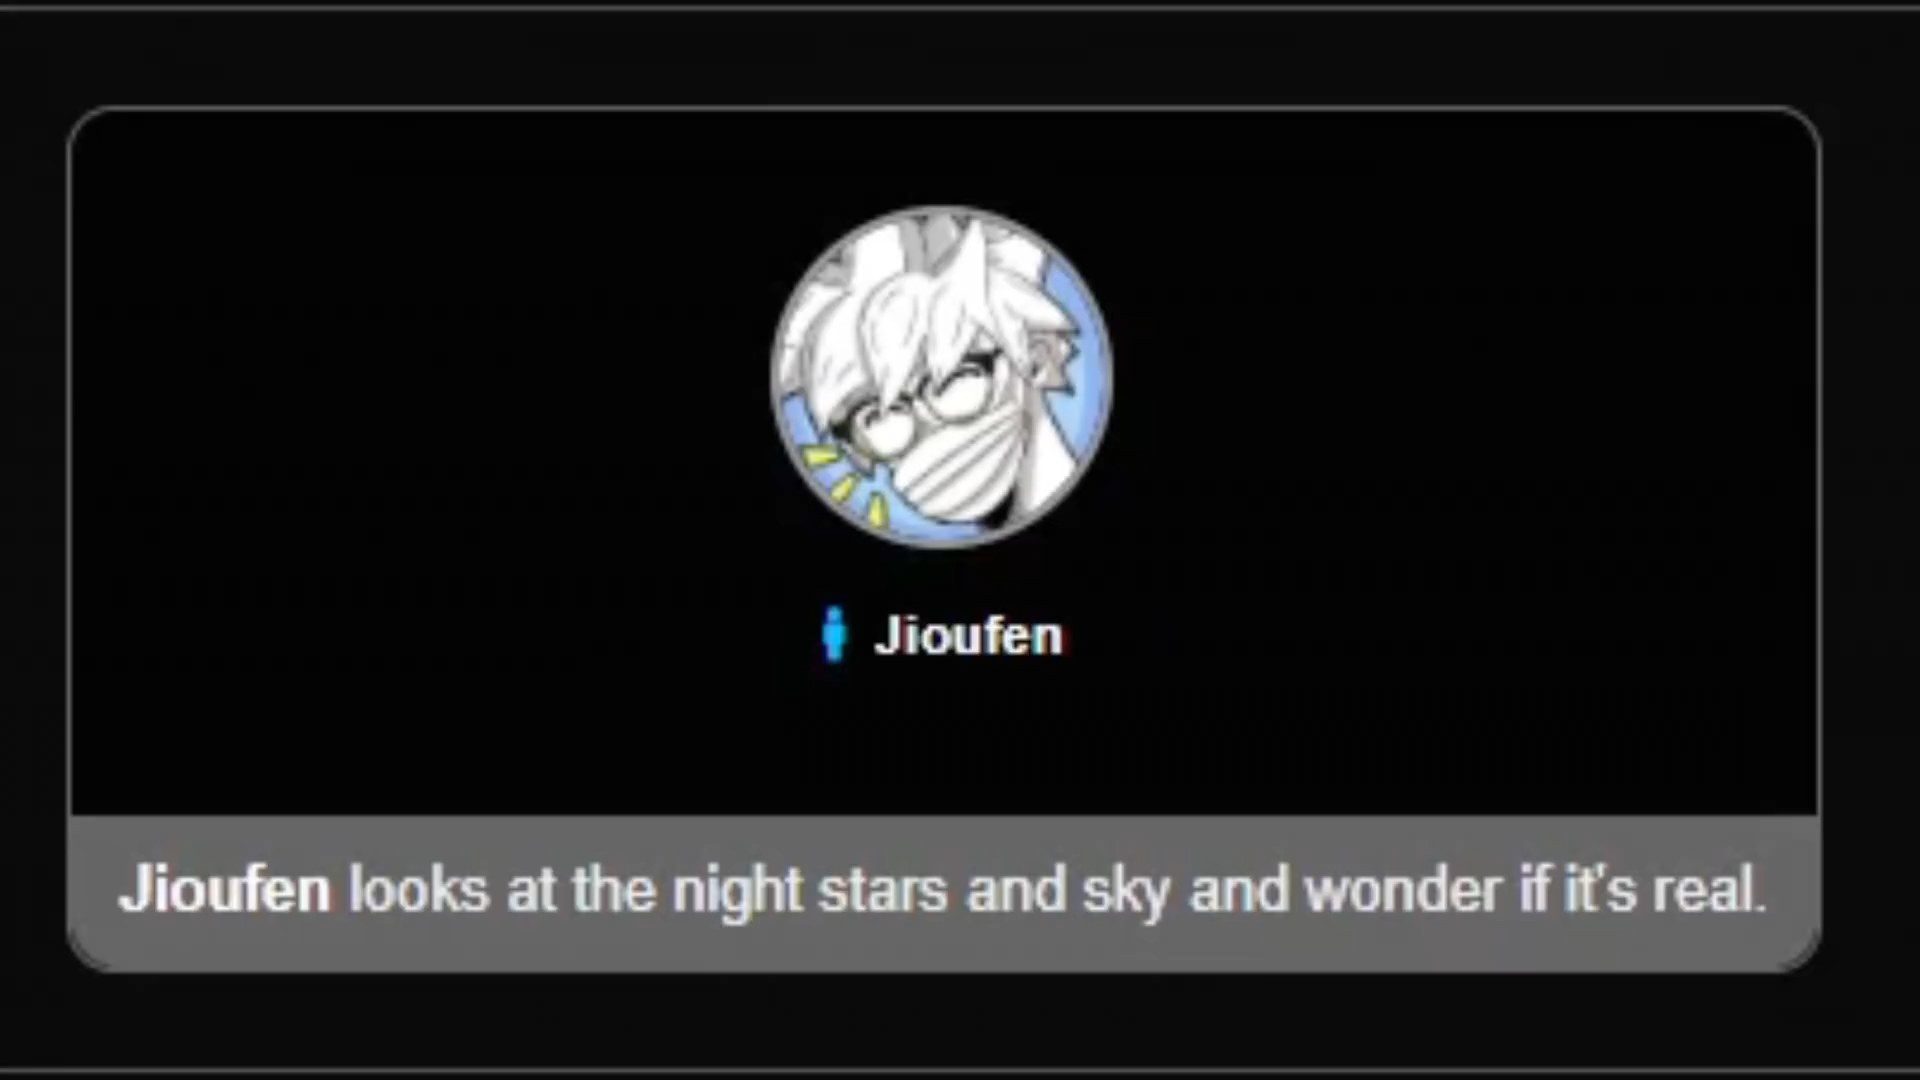 Jioufen
Jioufen looks at the night stars and sky and wonder if it's real.